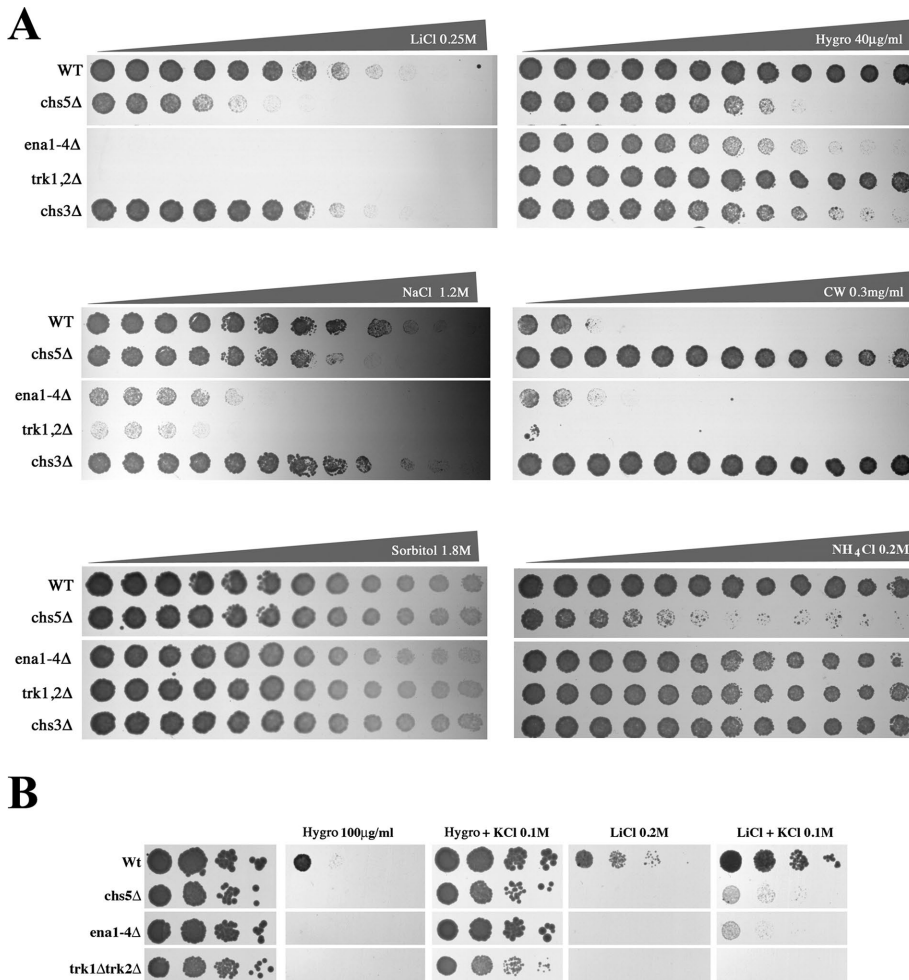 A
LiCl 0.25M
Hygro 40µg/ml
WT
chs5Δ
ena1-4Δ
trk1,2Δ
chs3Δ
NaCl 1.2M
CW 0.3mg/ml
WT
chs5Δ
ena1-4Δ
trk1,2Δ
chs3Δ
Sorbitol 1.8M
NH₄Cl 0.2M
WT
chs5Δ
ena1-4Δ
trk1,2Δ
chs3Δ
B
Hygro 100µg/ml
Hygro + KCl 0.1M
LiCl 0.2M
LiCl + KCl 0.1M
Wt
chs5Δ
ena1-4Δ
trk1Δtrk2Δ